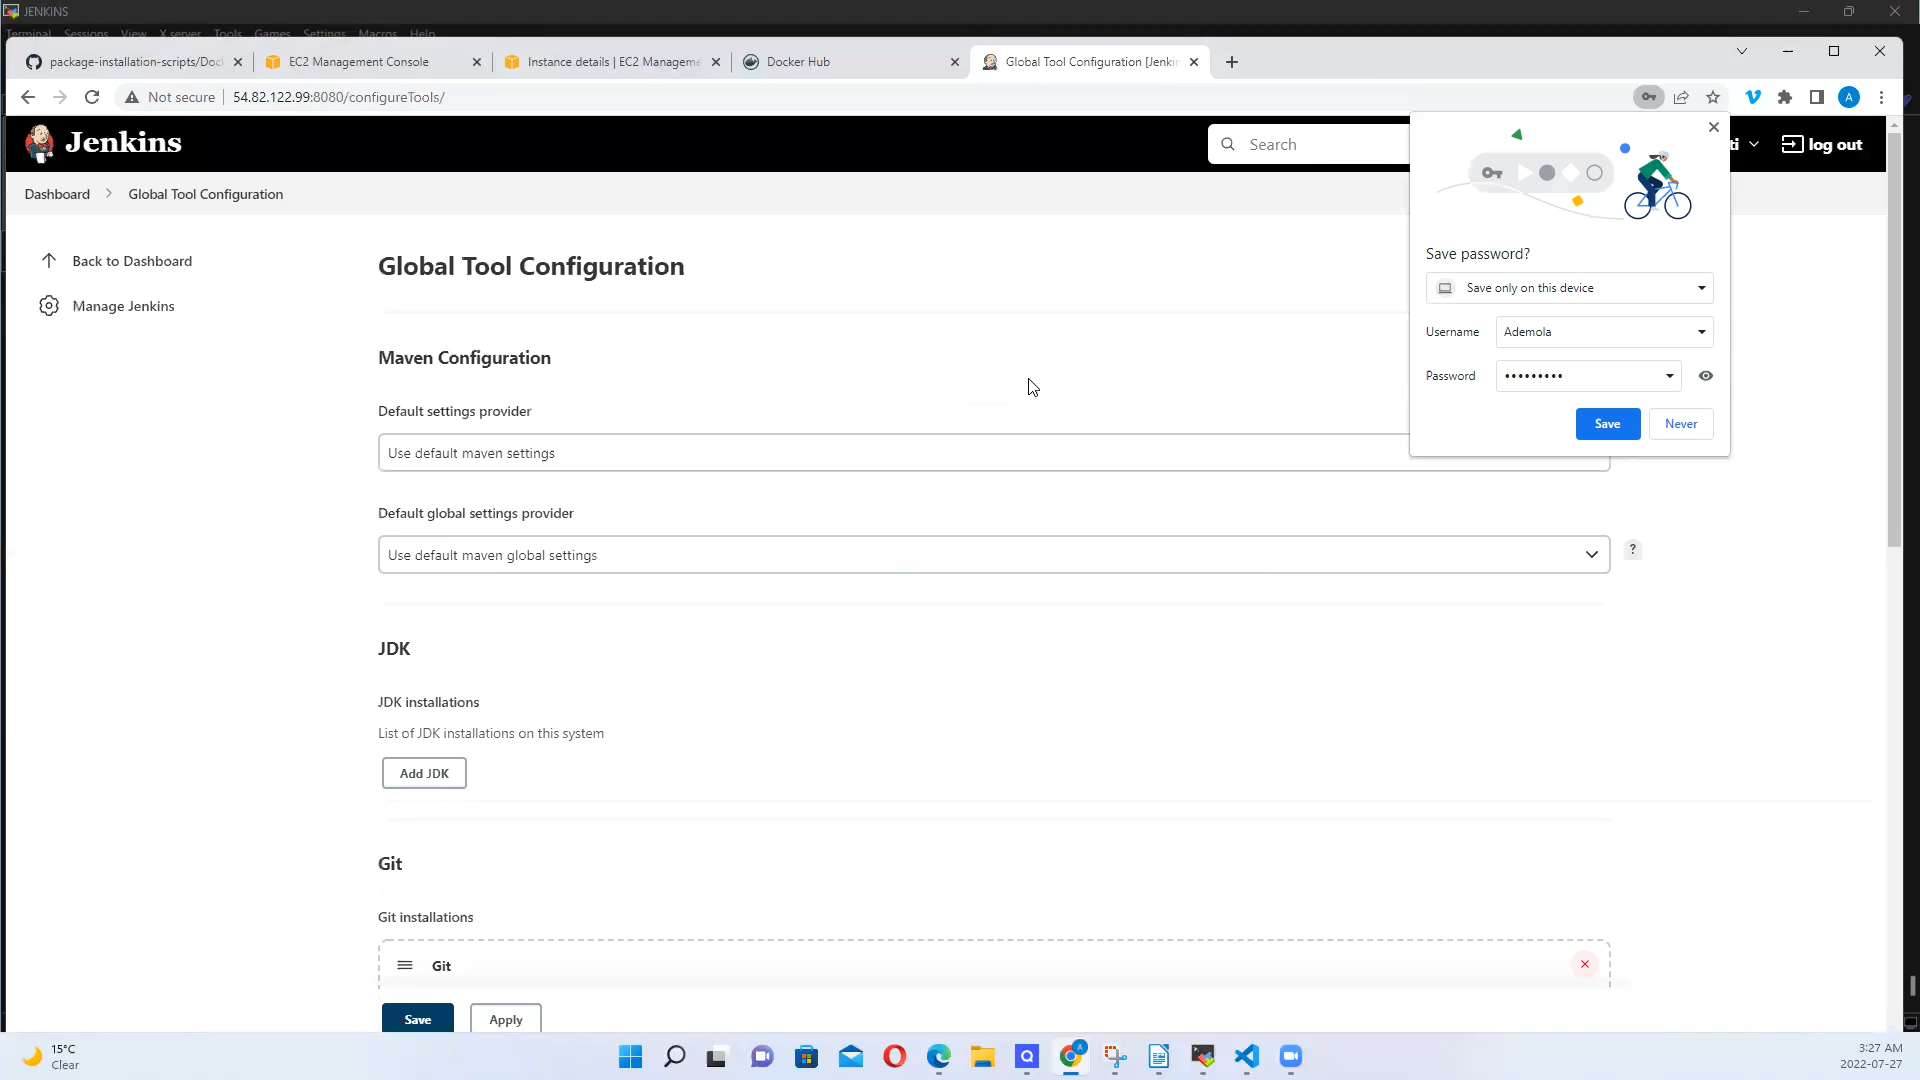 JENKINS
Terminal Sessions View X server Tools Games Settings Macros Help
package-installation-scripts/Doc EC2 Management Console Instance details | EC2 Manageme Docker Hub Global Tool Configuration [Jenkin
Not secure 54.82.122.99:8080/configureTools/ A
Jenkins Search ti log out
Dashboard Global Tool Configuration
Back to Dashboard
Manage Jenkins
Global Tool Configuration
Maven Configuration
Default settings provider
Use default maven settings
Default global settings provider
Use default maven global settings ?
JDK
JDK installations
List of JDK installations on this system
Add JDK
Git
Git installations
Git
Save Apply
Save password?
Save only on this device
Username Ademola
Password •••••••••
Save Never
15°C
Clear
3:27 AM
2022-07-27